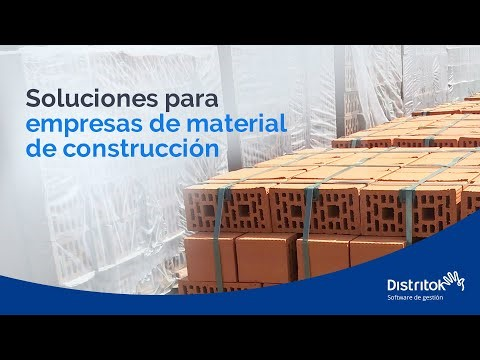 Soluciones para
empresas de material
de construcción
Distritok
Software de gestión